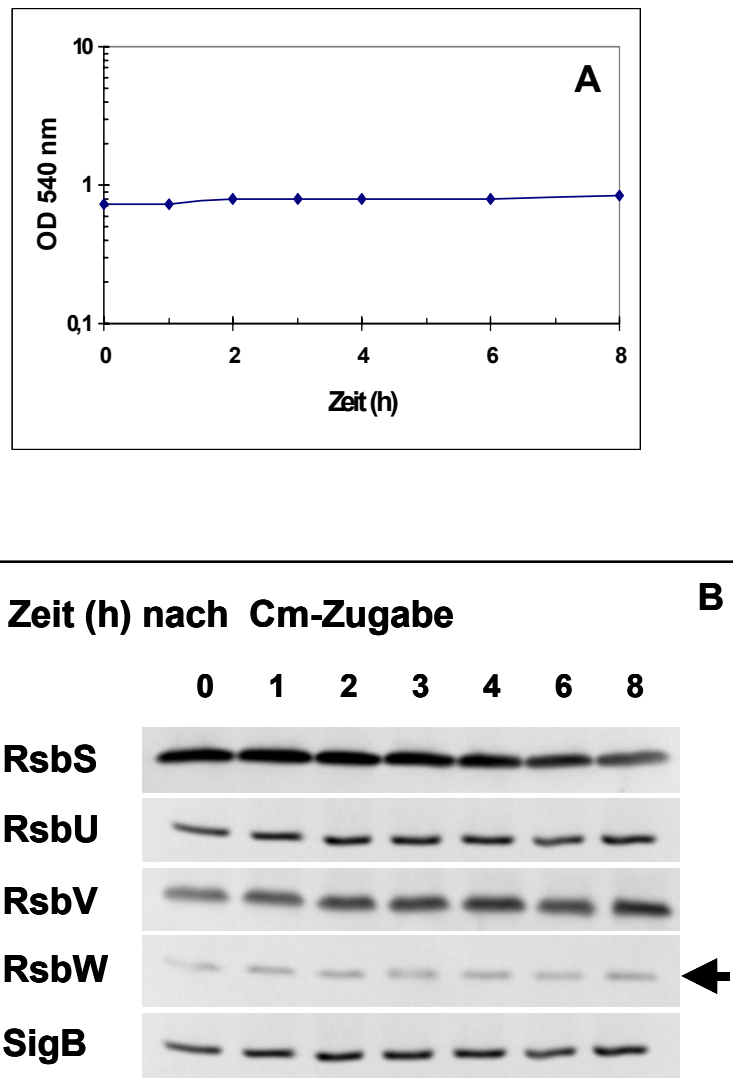 10
A
1
OD 540 nm
0,1
0 2 4 6 8
Zeit (h)
B
Zeit (h) nach Cm-Zugabe
0 1 2 3 4 6 8
RsbS
RsbU
RsbV
RsbW
SigB